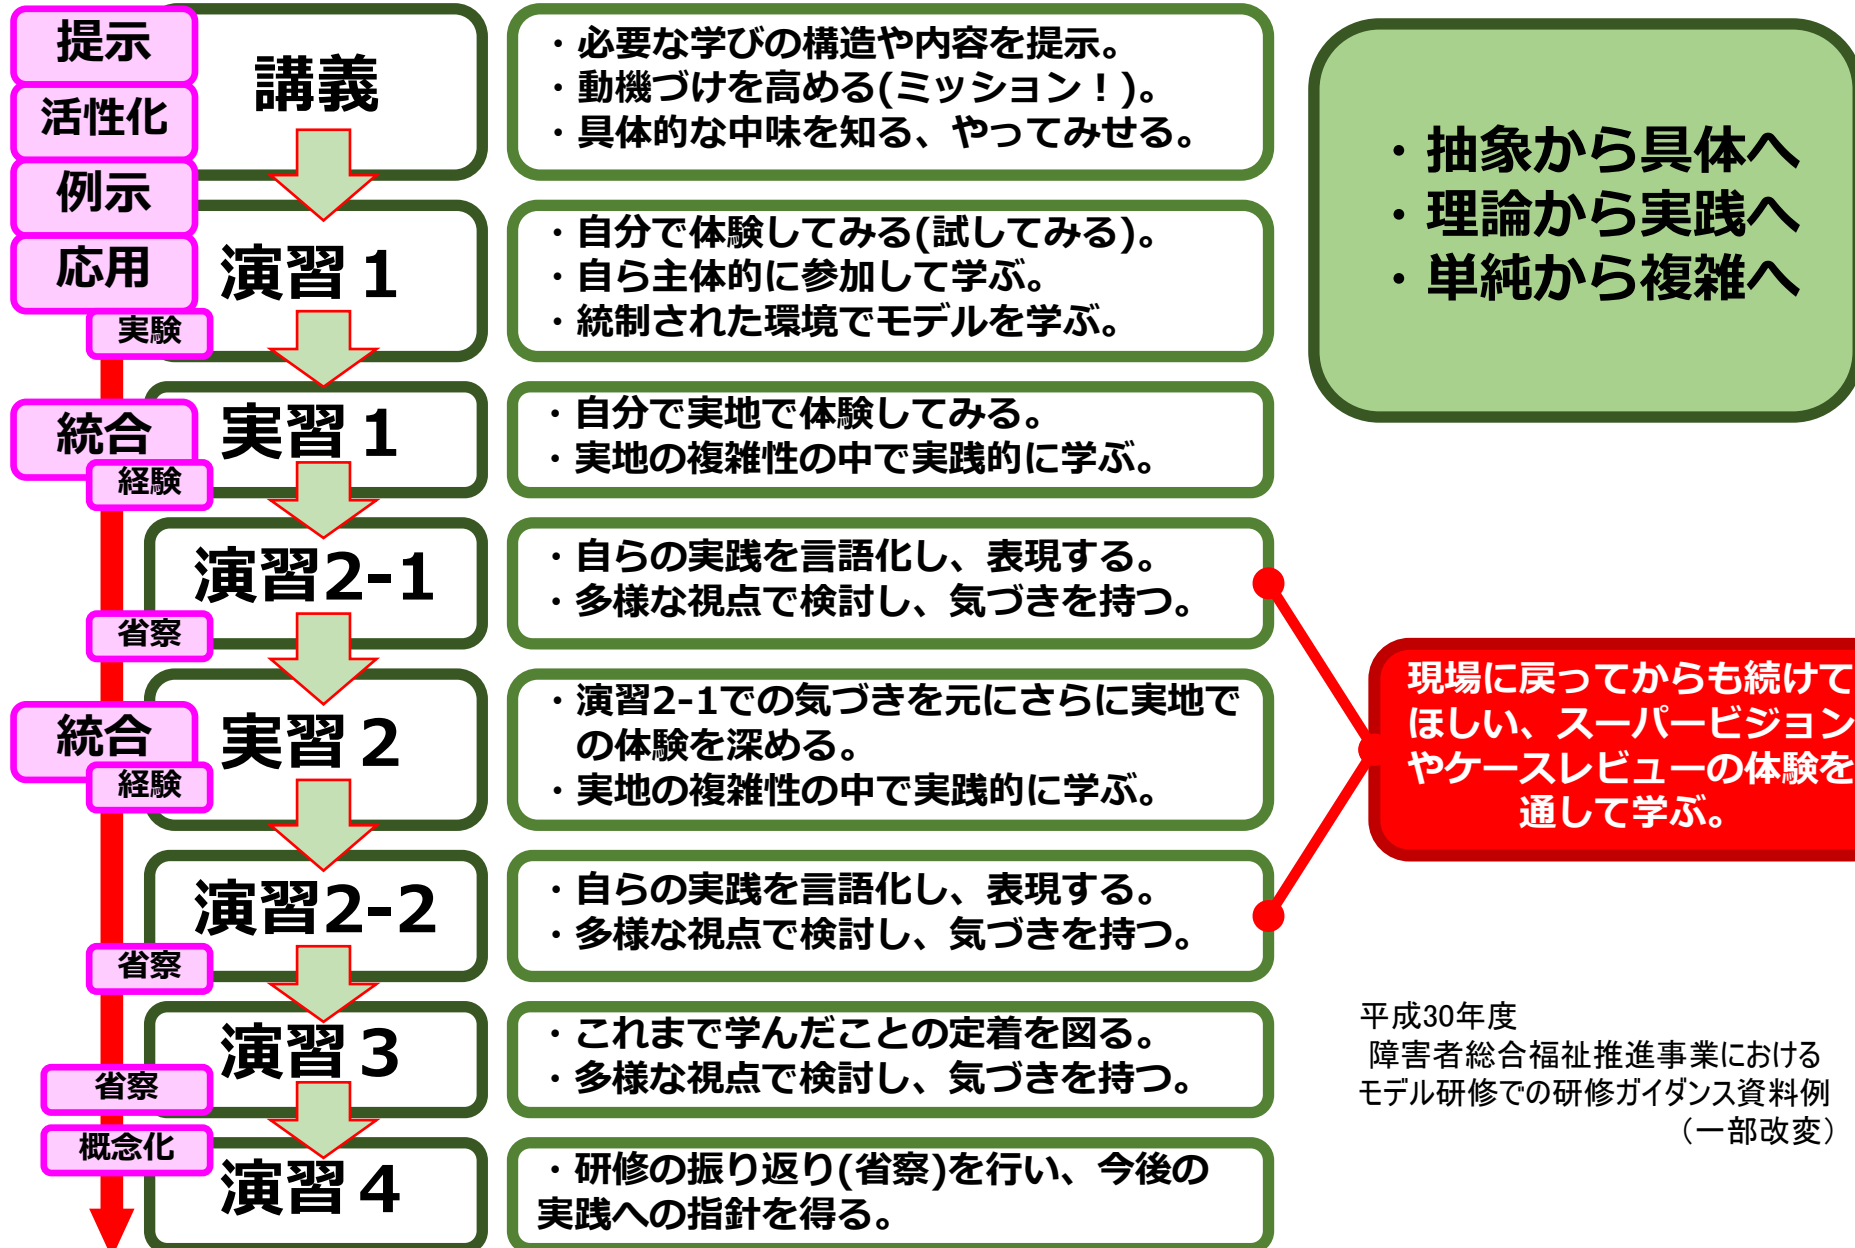 提示
活性化
例示
応用
実験
統合
経験
省察
統合
経験
省察
省察
概念化
講義
・必要な学びの構造や内容を提示。
・動機づけを高める(ミッション！)。
・具体的な中味を知る、やってみせる。
演習１
・自分で体験してみる(試してみる)。
・自ら主体的に参加して学ぶ。
・統制された環境でモデルを学ぶ。
実習１
・自分で実地で体験してみる。
・実地の複雑性の中で実践的に学ぶ。
演習2-1
・自らの実践を言語化し、表現する。
・多様な視点で検討し、気づきを持つ。
実習２
・演習2-1での気づきを元にさらに実地で
の体験を深める。
・実地の複雑性の中で実践的に学ぶ。
演習2-2
・自らの実践を言語化し、表現する。
・多様な視点で検討し、気づきを持つ。
演習３
・これまで学んだことの定着を図る。
・多様な視点で検討し、気づきを持つ。
演習４
・研修の振り返り(省察)を行い、今後の
実践への指針を得る。
・抽象から具体へ
・理論から実践へ
・単純から複雑へ
現場に戻ってからも続けて
ほしい、スーパービジョン
やケースレビューの体験を
通して学ぶ。
平成30年度
障害者総合福祉推進事業における
モデル研修での研修ガイダンス資料例
（一部改変）